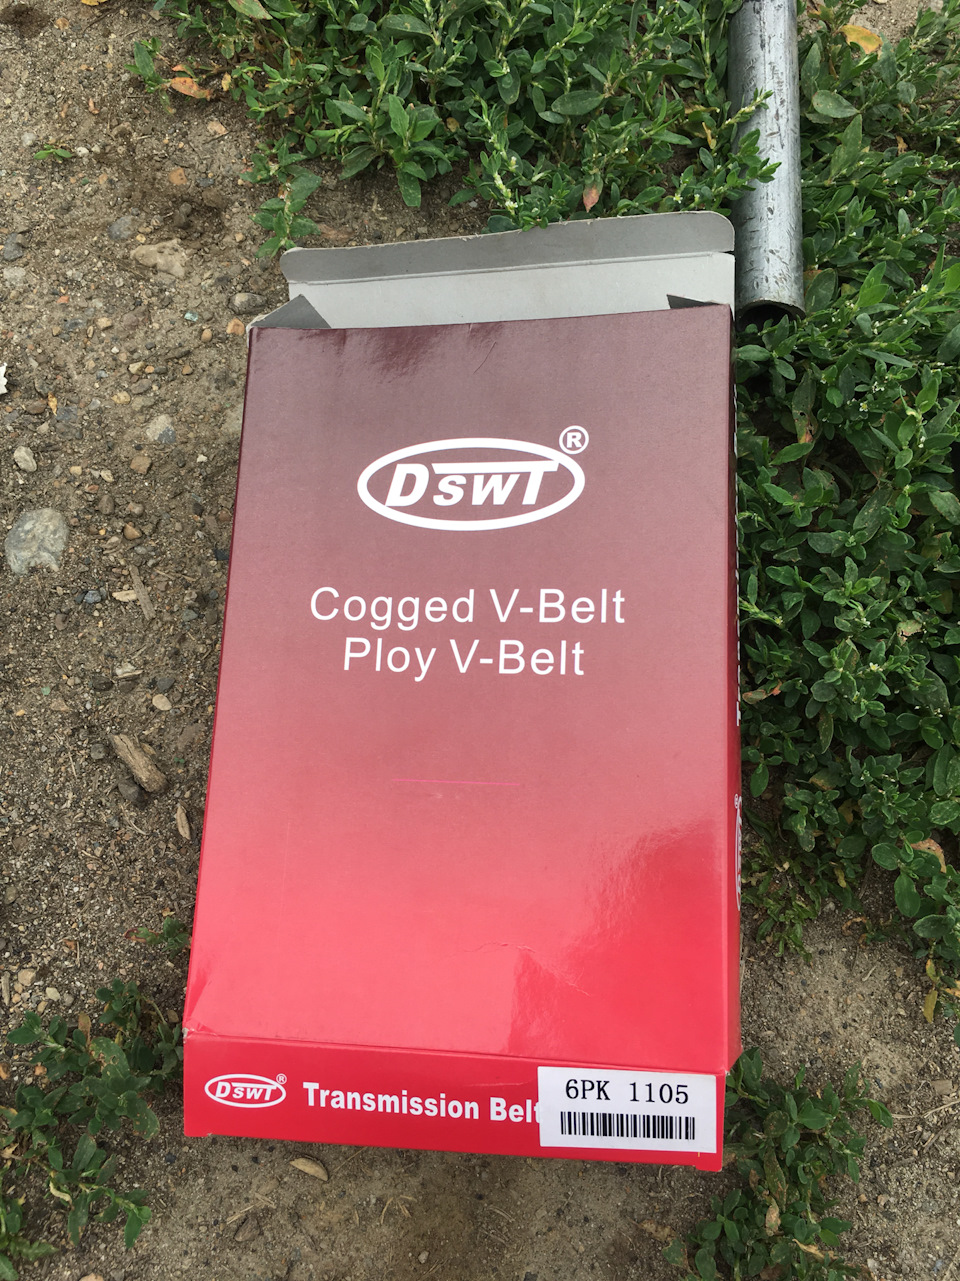 DSWT®
Cogged V-Belt
Ploy V-Belt
DSWT®
Transmission Belt
6PK 1105